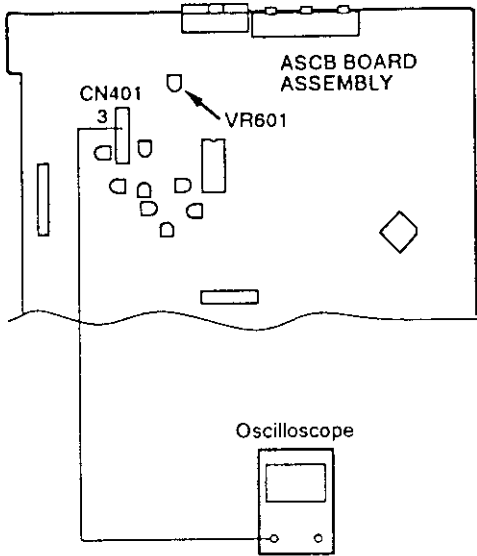 ASCB BOARD
ASSEMBLY
CN401
3
VR601
Oscilloscope